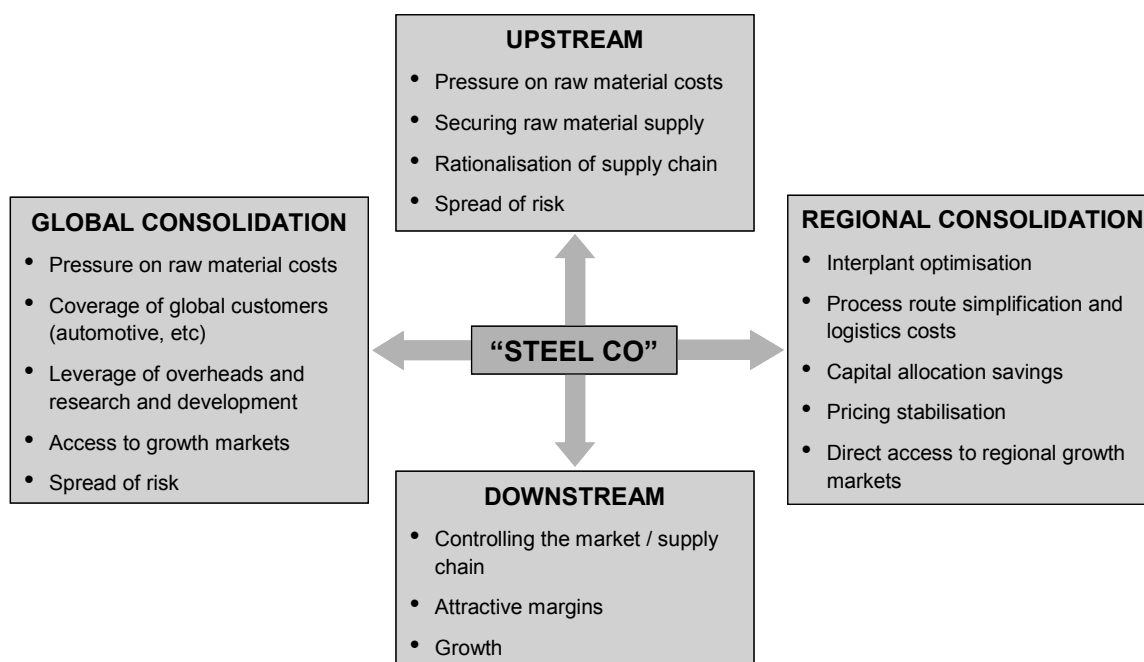 UPSTREAM
• Pressure on raw material costs
• Securing raw material supply
• Rationalisation of supply chain
• Spread of risk
GLOBAL CONSOLIDATION
• Pressure on raw material costs
• Coverage of global customers
(automotive, etc)
• Leverage of overheads and
research and development
• Access to growth markets
• Spread of risk
“STEEL CO”
REGIONAL CONSOLIDATION
• Interplant optimisation
• Process route simplification and
logistics costs
• Capital allocation savings
• Pricing stabilisation
• Direct access to regional growth
markets
DOWNSTREAM
• Controlling the market / supply
chain
• Attractive margins
• Growth